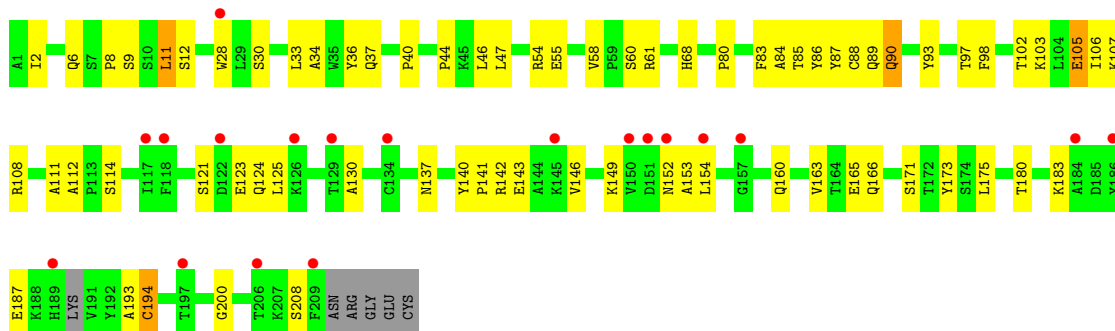 A1 I2 Q6 S7 P8 S9 S10 L11 S12 W28 L29 S30 L33 A34 W35 Y36 Q37 P40 P44 K45 L46 L47 R54 E55 V58 P59 S60 R61 H68 P80 F83 A84 T85 Y86 Y87 C88 Q89 Q90 Y93 T97 F98 T102 K103 L104 E105 I106 K107
R108 A111 A112 P113 S114 I117 F118 S121 D122 E123 Q124 L125 K126 T129 A130 C134 N137 Y140 P141 R142 E143 A144 K145 V146 K149 V150 D151 N152 A153 L154 G157 Q160 V163 T164 E165 Q166 S171 T172 Y173 S174 L175 T180 K183 A184 D185 Y186
E187 K188 H189 LYS V191 Y192 A193 C194 T197 G200 T206 K207 S208 F209 ASN ARG GLY GLU CYS